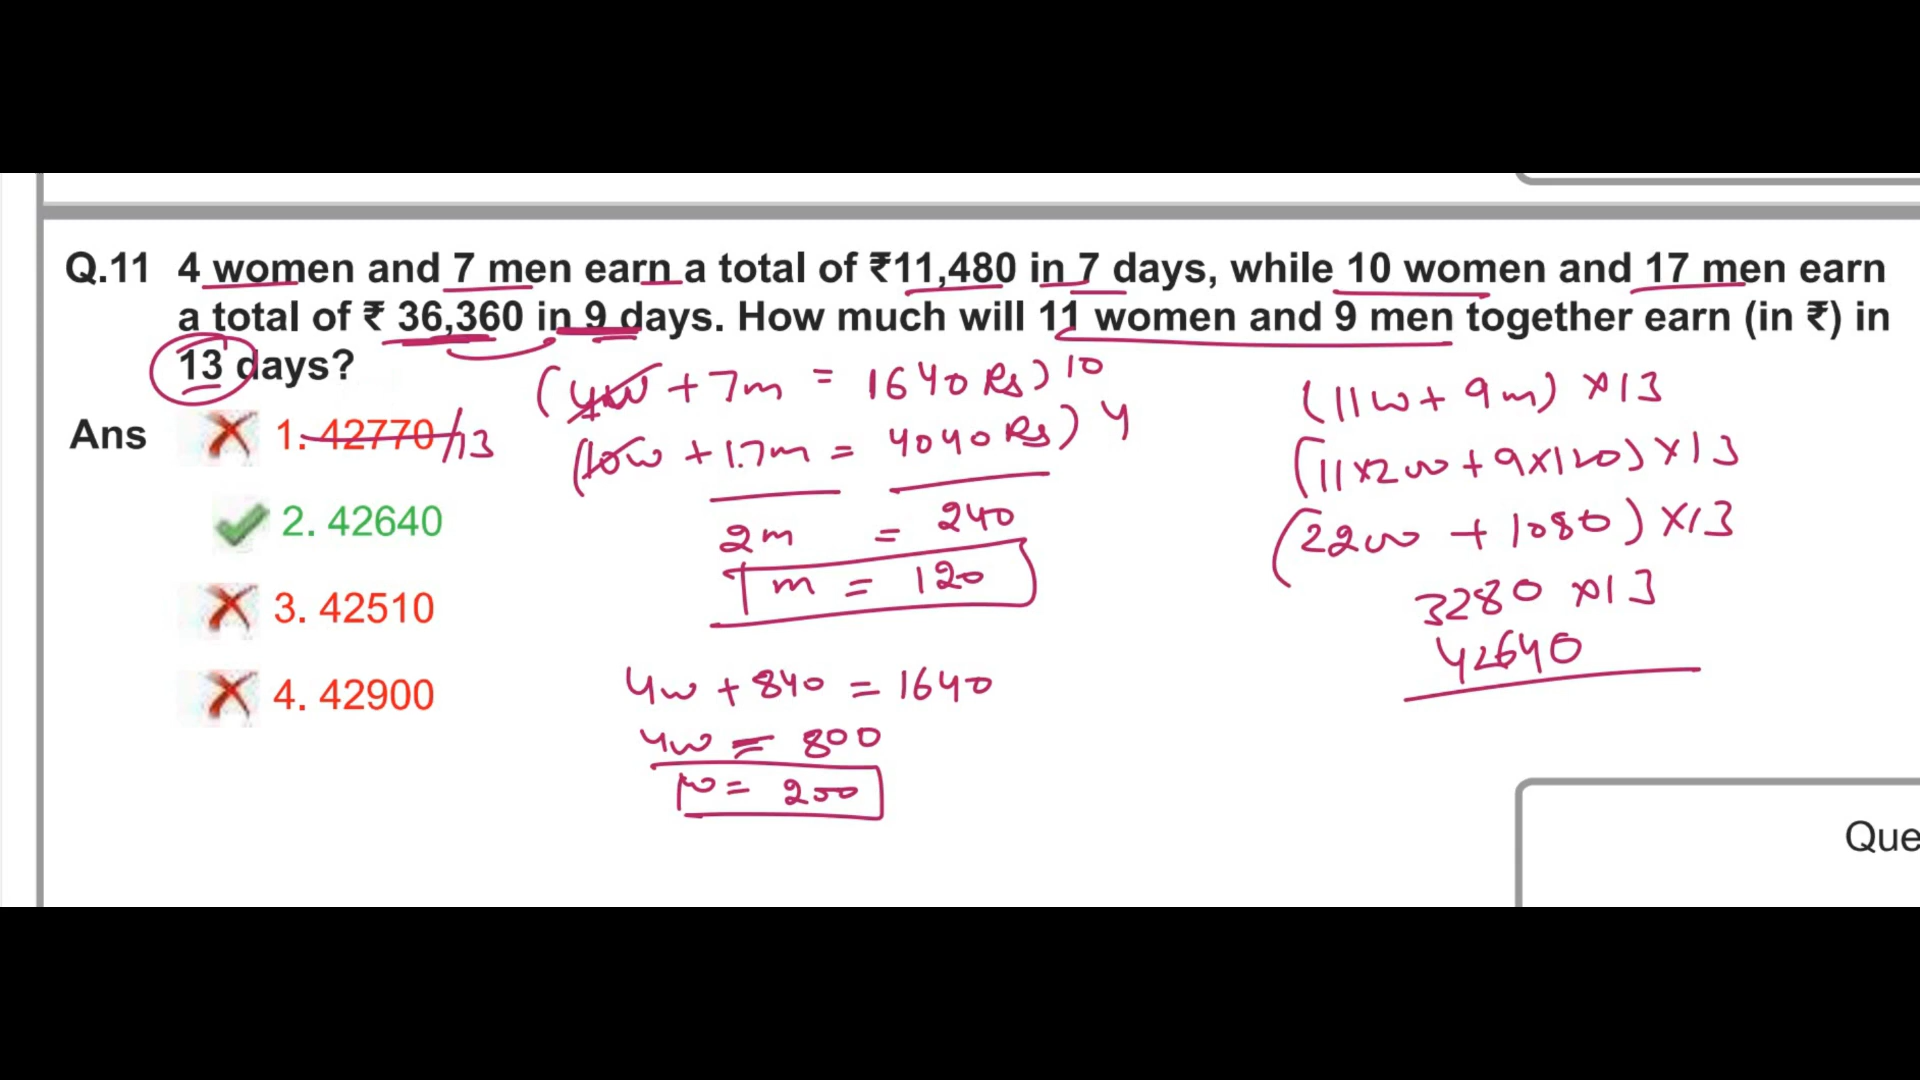 Q.11 4 women and 7 men earn a total of ₹11,480 in 7 days, while 10 women and 17 men earn
a total of ₹ 36,360 in 9 days. How much will 11 women and 9 men together earn (in ₹) in
13 days?
Ans
1. 42770 /13
2. 42640
3. 42510
4. 42900
(4w + 7m = 1640 Rs) 10
(10w + 17m = 4040 Rs) 4
2m = 240
1m = 120
4w + 840 = 1640
4w = 800
w = 200
(11w + 9m) ×13
(11×200 + 9×120) ×13
(2200 + 1080) ×13
3280 ×13
42640
Que